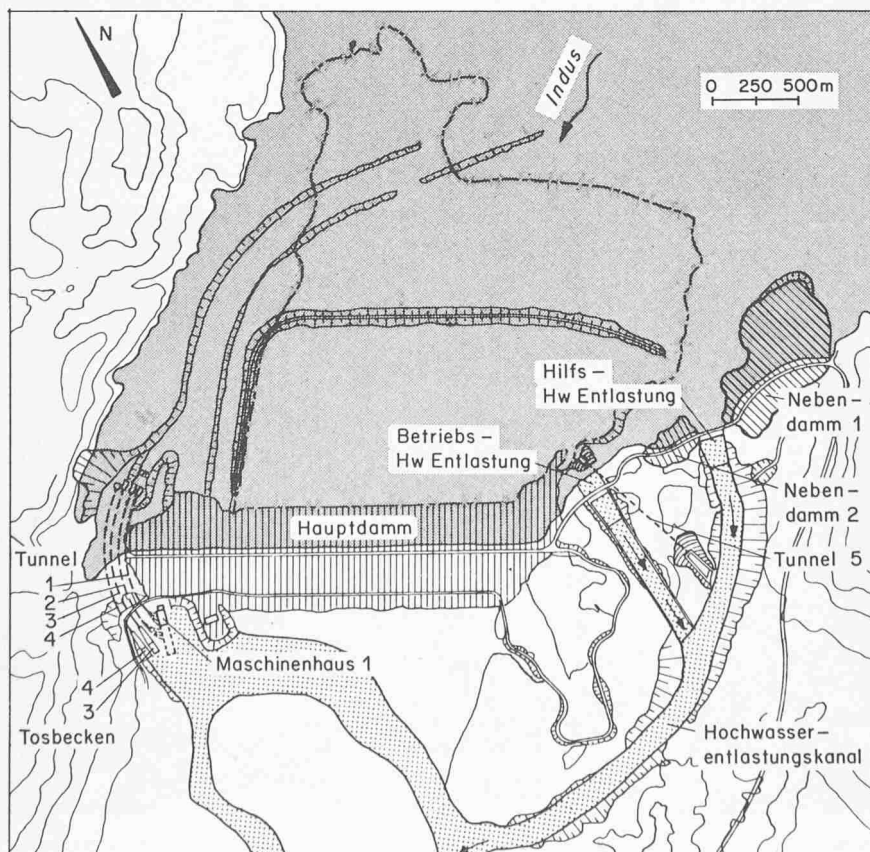 N
Indus
0 250 500m
Hilfs –
Hw Entlastung
Neben –
damm 1
Betriebs –
Hw Entlastung
Neben –
damm 2
Hauptdamm
Tunnel 5
Tunnel
1
2
3
4
Maschinenhaus 1
4
3
Tosbecken
Hochwasser –
entlastungskanal